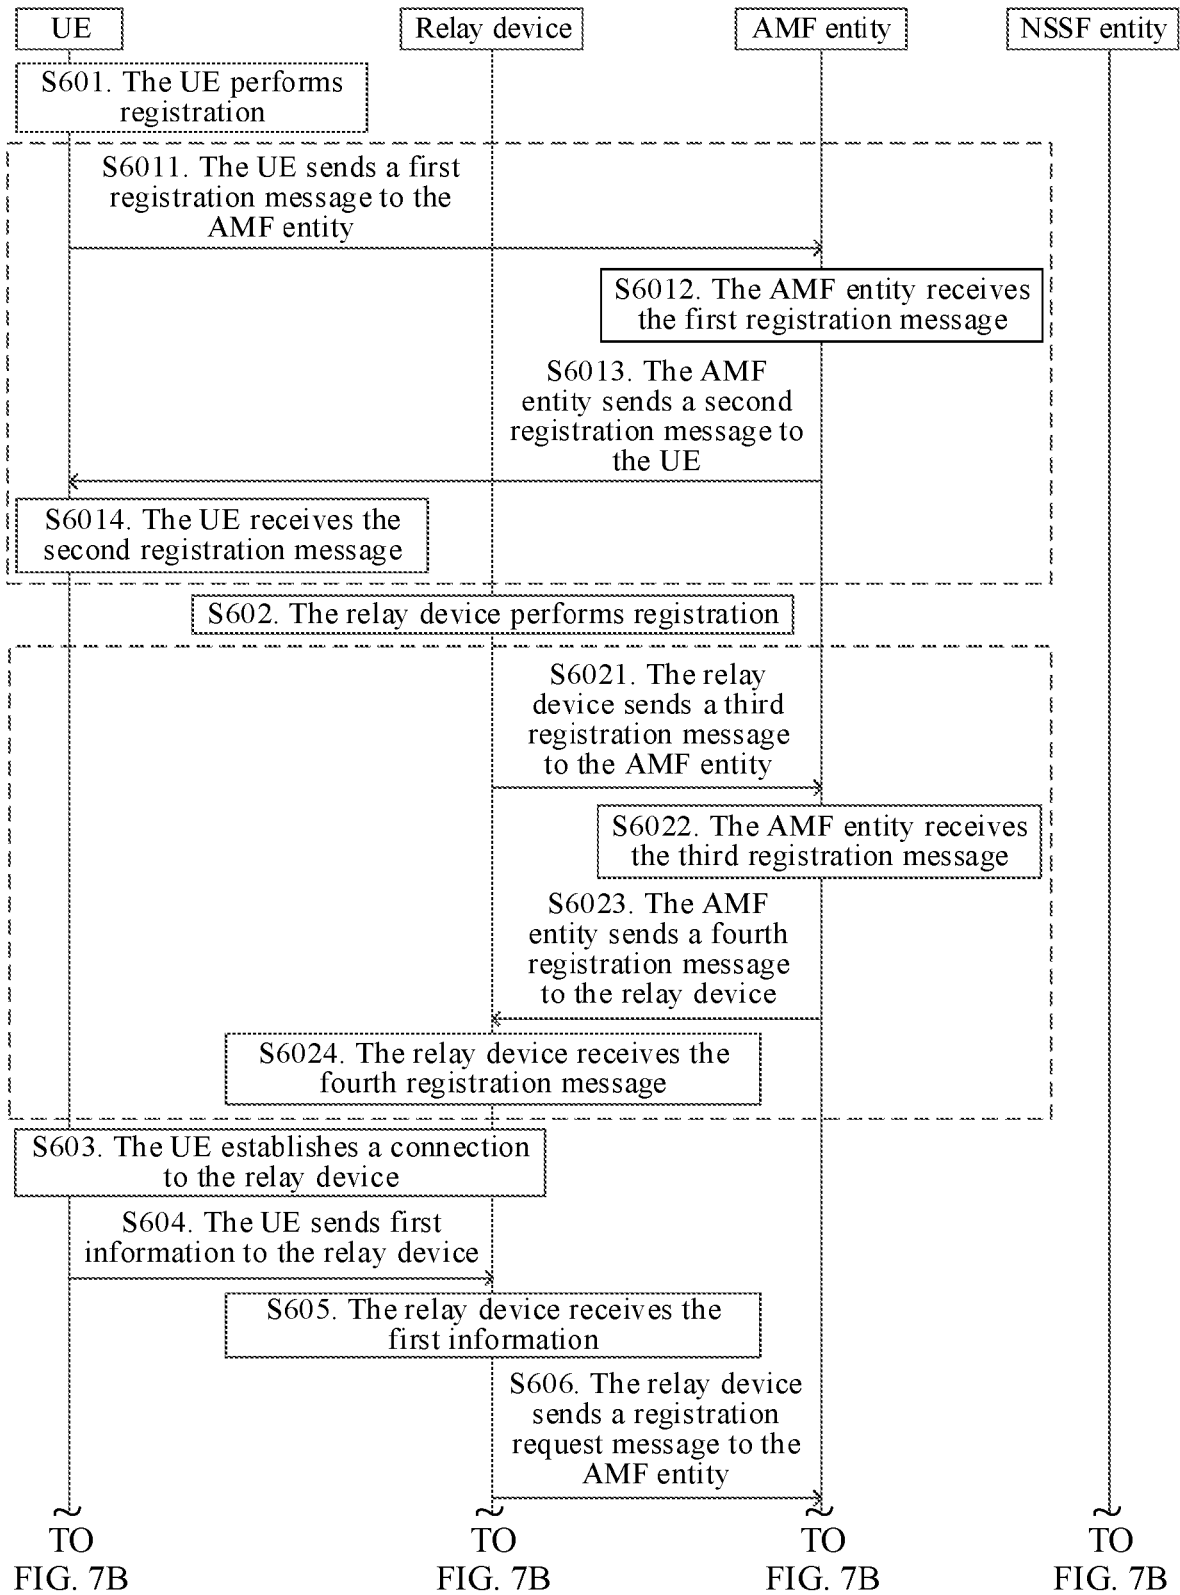 UE
Relay device
AMF entity
NSSF entity
S601. The UE performs
registration
S6011. The UE sends a first
registration message to the
AMF entity
S6012. The AMF entity receives
the first registration message
S6013. The AMF
entity sends a second
registration message to
the UE
S6014. The UE receives the
second registration message
S602. The relay device performs registration
S6021. The relay
device sends a third
registration message
to the AMF entity
S6022. The AMF entity receives
the third registration message
S6023. The AMF
entity sends a fourth
registration message
to the relay device
S6024. The relay device receives the
fourth registration message
S603. The UE establishes a connection
to the relay device
S604. The UE sends first
information to the relay device
S605. The relay device receives the
first information
S606. The relay device
sends a registration
request message to the
AMF entity
TO
FIG. 7B
TO
FIG. 7B
TO
FIG. 7B
TO
FIG. 7B